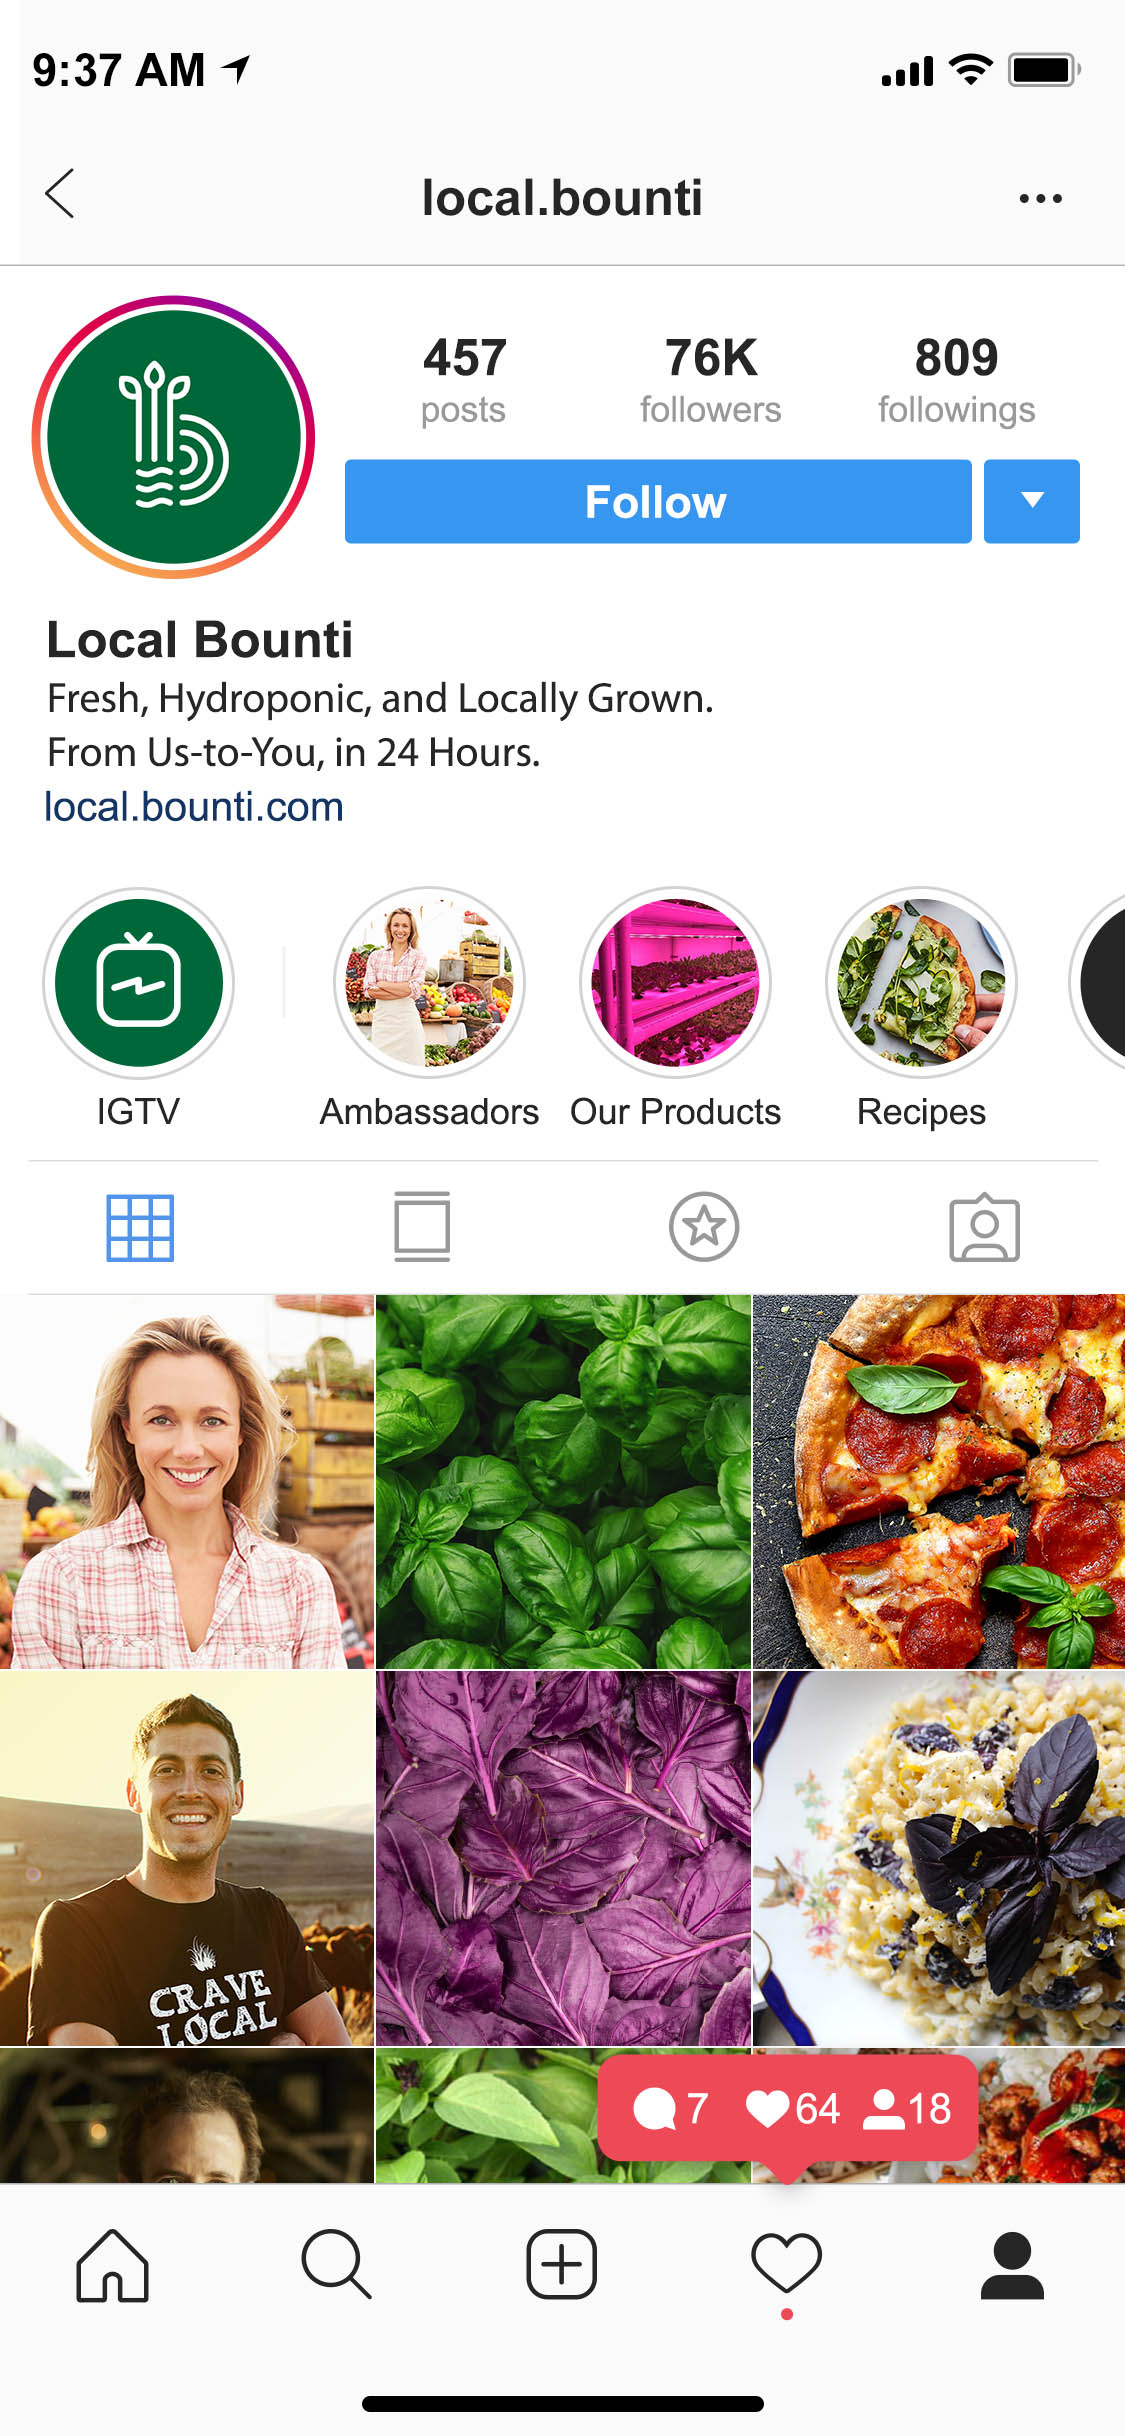 9:37 AM
local.bounti
457 76K 809
posts followers followings
Follow
Local Bounti
Fresh, Hydroponic, and Locally Grown.
From Us-to-You, in 24 Hours.
local.bounti.com
IGTV Ambassadors Our Products Recipes
CRAVE
LOCAL
7 64 18